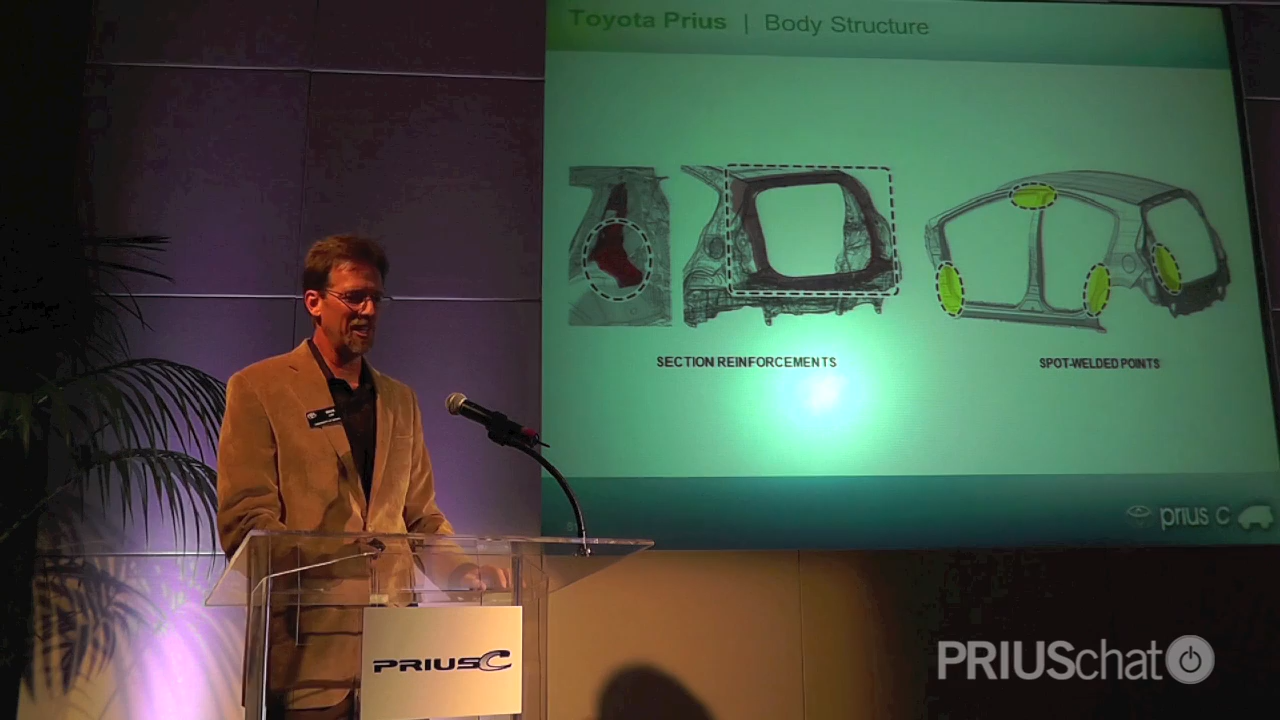 Toyota Prius | Body Structure
SECTION REINFORCEMENTS
SPOT-WELDED POINTS
prius c
PRIUS C
PRIUSchat